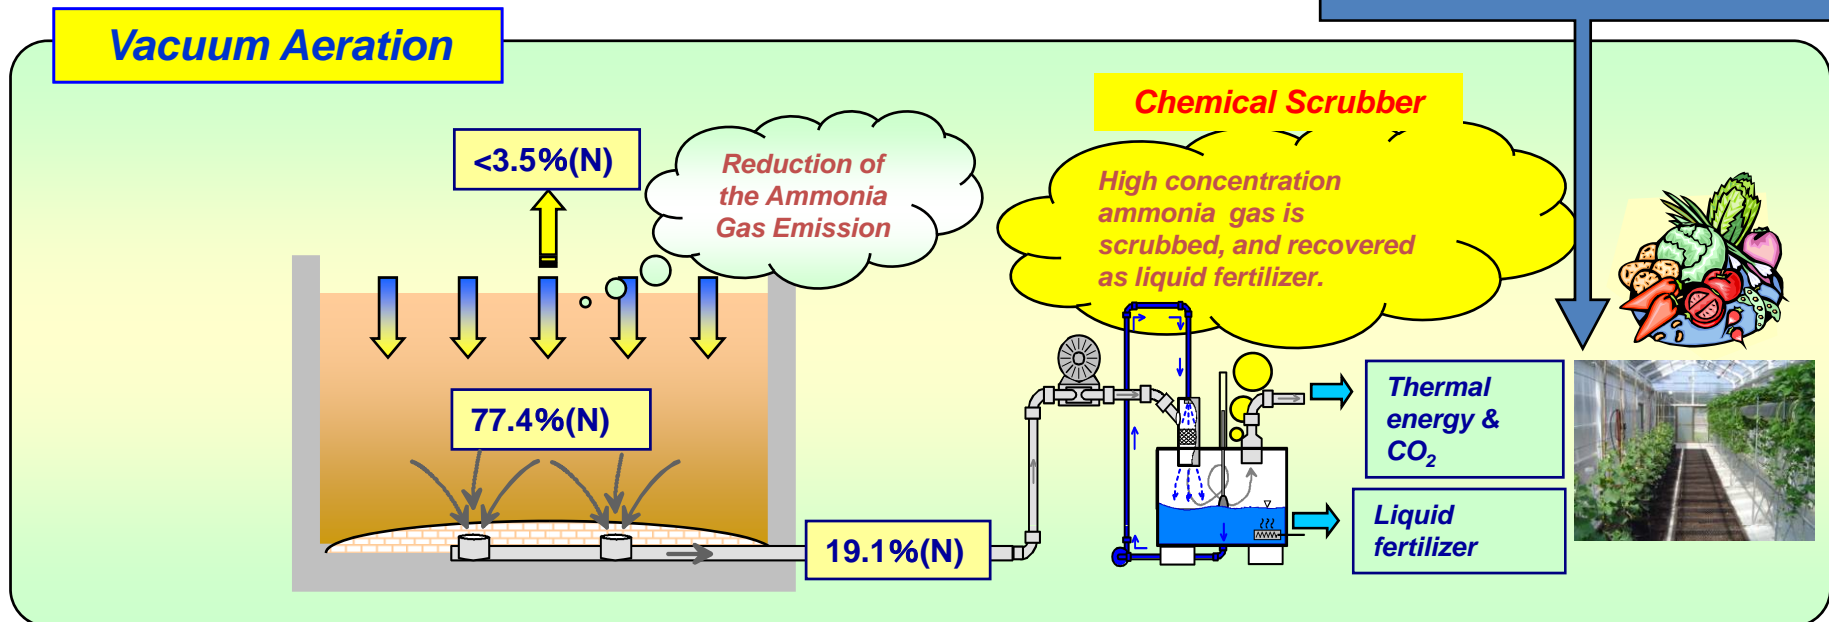 Vacuum Aeration
Chemical Scrubber
<3.5%(N)
Reduction of
the Ammonia
Gas Emission
High concentration
ammonia gas is
scrubbed, and recovered
as liquid fertilizer.
77.4%(N)
19.1%(N)
Thermal
energy &
CO₂
Liquid
fertilizer